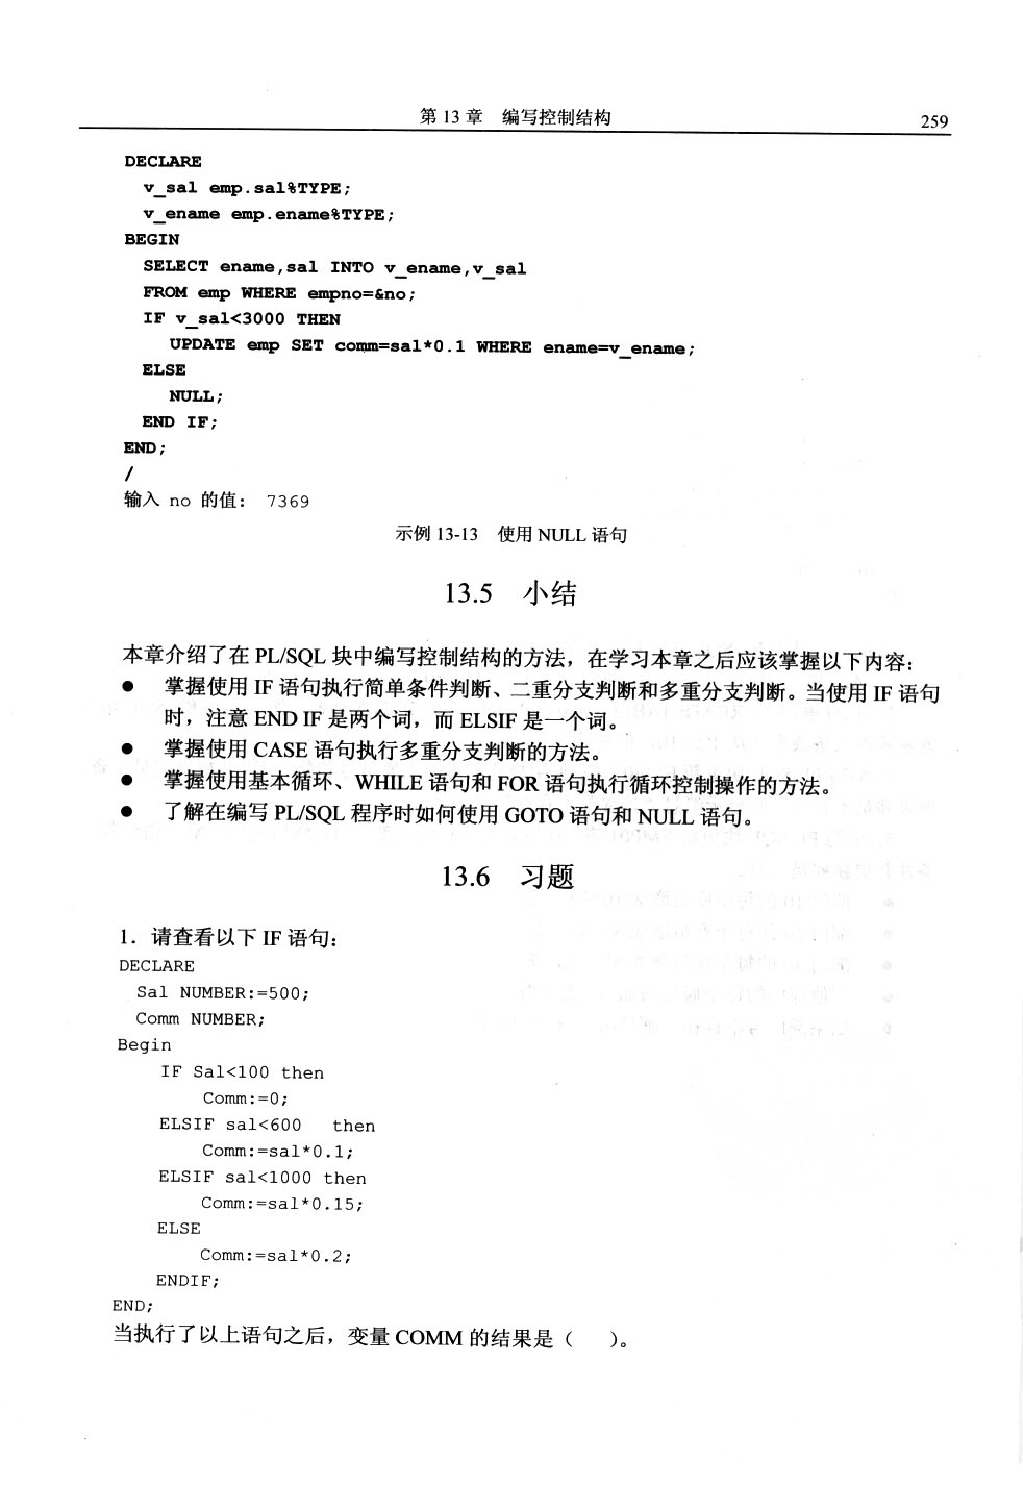 第 13 章 编写控制结构 259
DECLARE
v_sal emp.sal%TYPE;
v_ename emp.ename%TYPE;
BEGIN
SELECT ename,sal INTO v_ename,v_sal
FROM emp WHERE empno=&no;
IF v_sal<3000 THEN
UPDATE emp SET comm=sal*0.1 WHERE ename=v_ename;
ELSE
NULL;
END IF;
END;
/
输入 no 的值: 7369
示例 13-13 使用 NULL 语句
13.5 小结
本章介绍了在 PL/SQL 块中编写控制结构的方法，在学习本章之后应该掌握以下内容：
● 掌握使用 IF 语句执行简单条件判断、二重分支判断和多重分支判断。当使用 IF 语句
时，注意 END IF 是两个词，而 ELSIF 是一个词。
● 掌握使用 CASE 语句执行多重分支判断的方法。
● 掌握使用基本循环、WHILE 语句和 FOR 语句执行循环控制操作的方法。
● 了解在编写 PL/SQL 程序时如何使用 GOTO 语句和 NULL 语句。
13.6 习题
1．请查看以下 IF 语句：
DECLARE
Sal NUMBER:=500;
Comm NUMBER;
Begin
IF Sal<100 then
Comm:=0;
ELSIF sal<600 then
Comm:=sal*0.1;
ELSIF sal<1000 then
Comm:=sal*0.15;
ELSE
Comm:=sal*0.2;
ENDIF;
END;
当执行了以上语句之后，变量 COMM 的结果是（ ）。